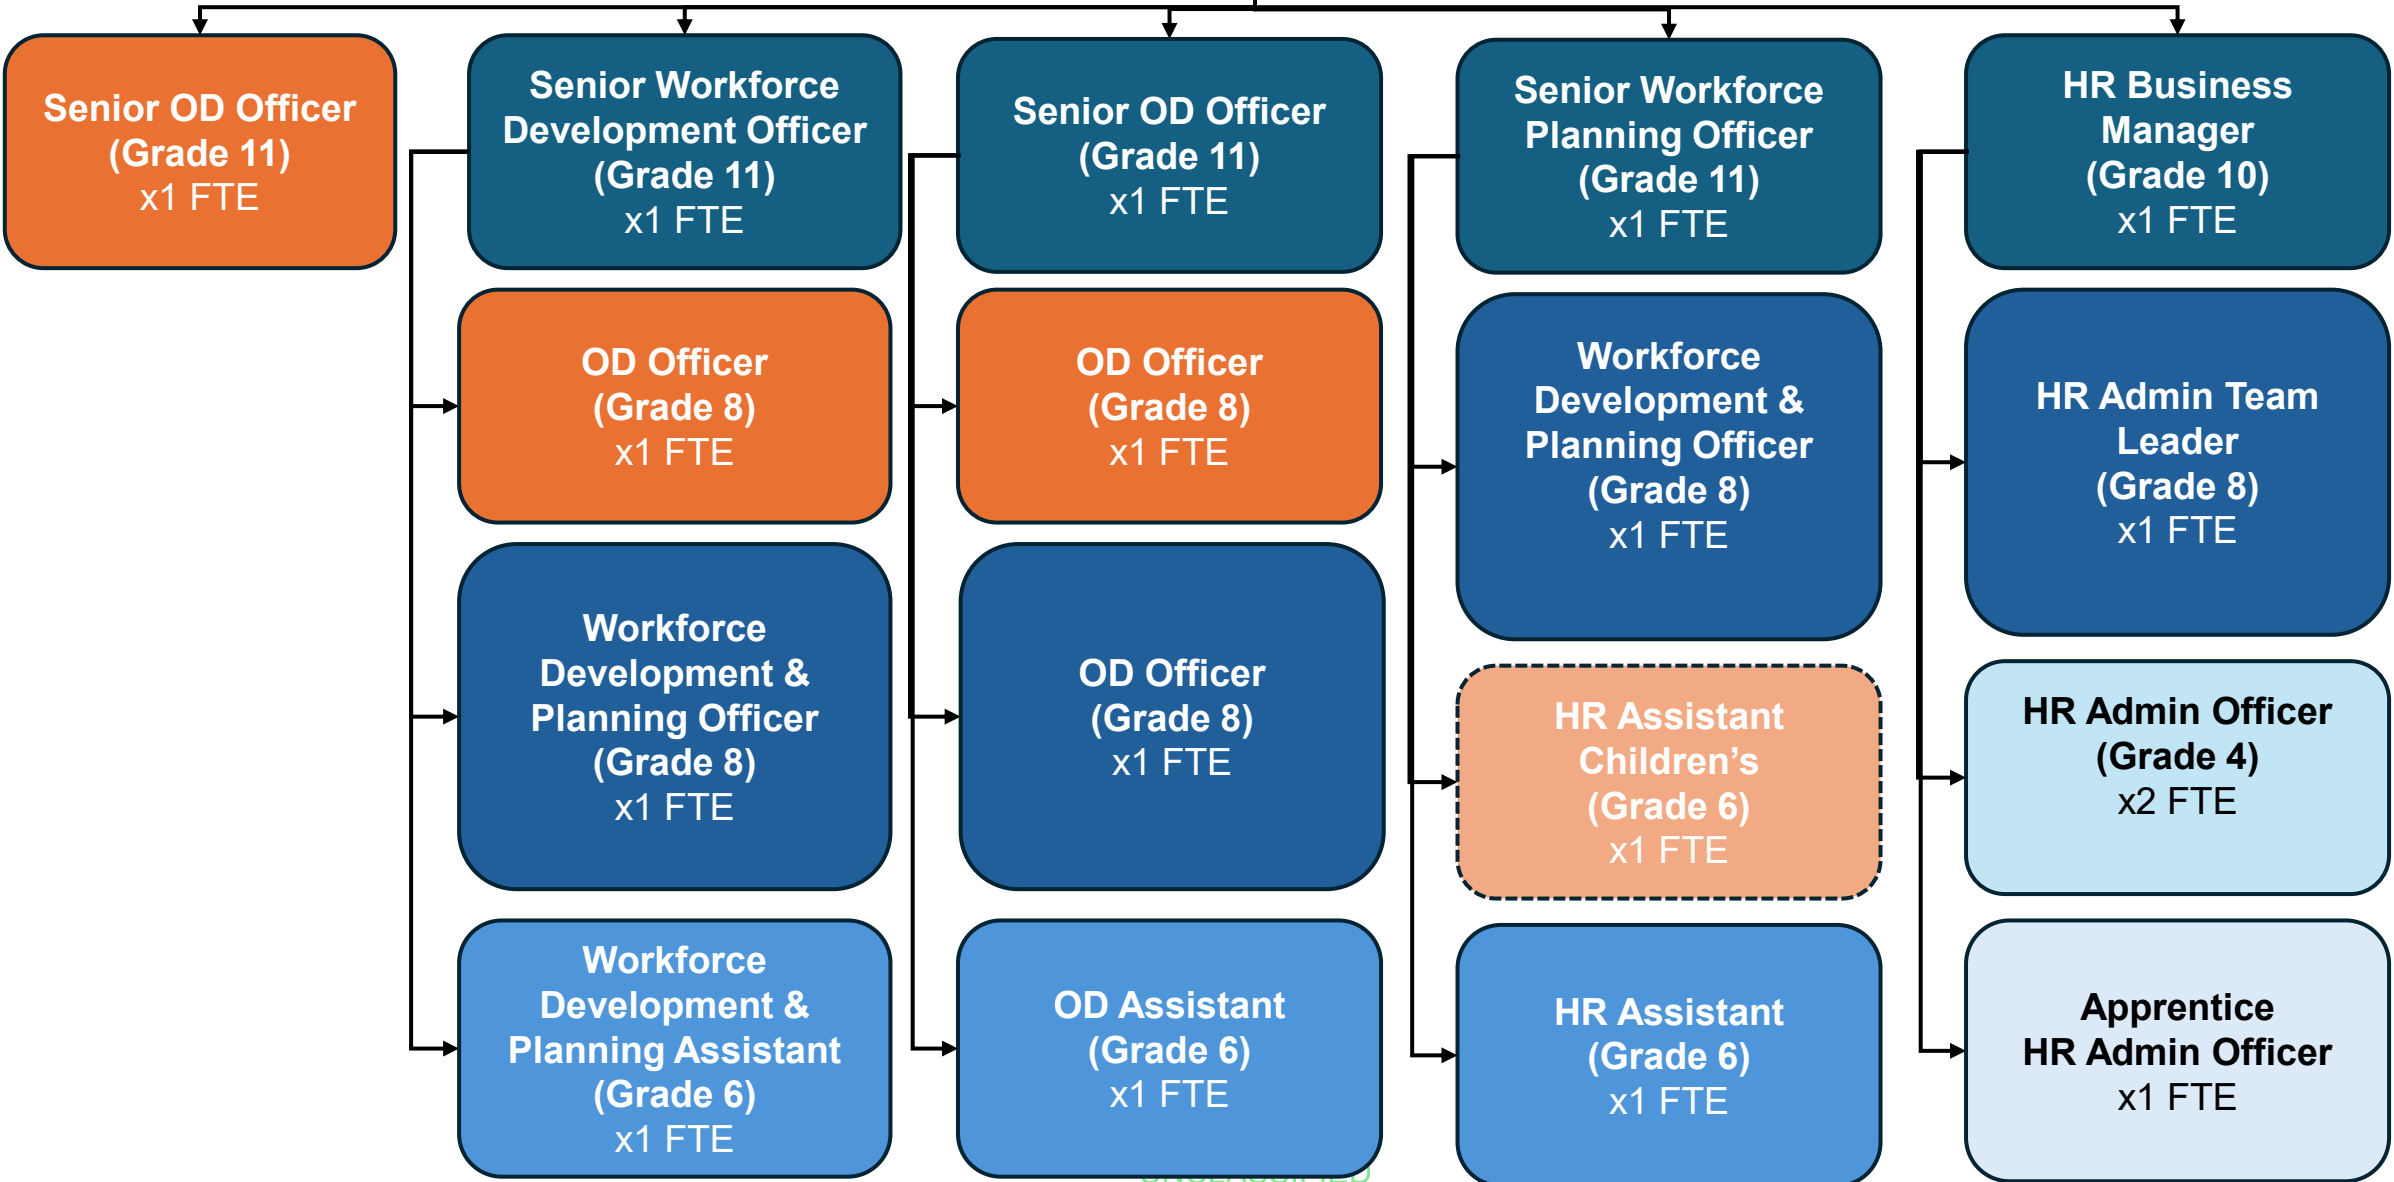 Senior OD Officer
(Grade 11)
x1 FTE
Senior Workforce
Development Officer
(Grade 11)
x1 FTE
Senior OD Officer
(Grade 11)
x1 FTE
Senior Workforce
Planning Officer
(Grade 11)
x1 FTE
HR Business
Manager
(Grade 10)
x1 FTE
OD Officer
(Grade 8)
x1 FTE
OD Officer
(Grade 8)
x1 FTE
Workforce
Development &
Planning Officer
(Grade 8)
x1 FTE
HR Admin Team
Leader
(Grade 8)
x1 FTE
Workforce
Development &
Planning Officer
(Grade 8)
x1 FTE
OD Officer
(Grade 8)
x1 FTE
HR Assistant
Children’s
(Grade 6)
x1 FTE
HR Admin Officer
(Grade 4)
x2 FTE
Workforce
Development &
Planning Assistant
(Grade 6)
x1 FTE
OD Assistant
(Grade 6)
x1 FTE
HR Assistant
(Grade 6)
x1 FTE
Apprentice
HR Admin Officer
x1 FTE
UNCLASSIFIED